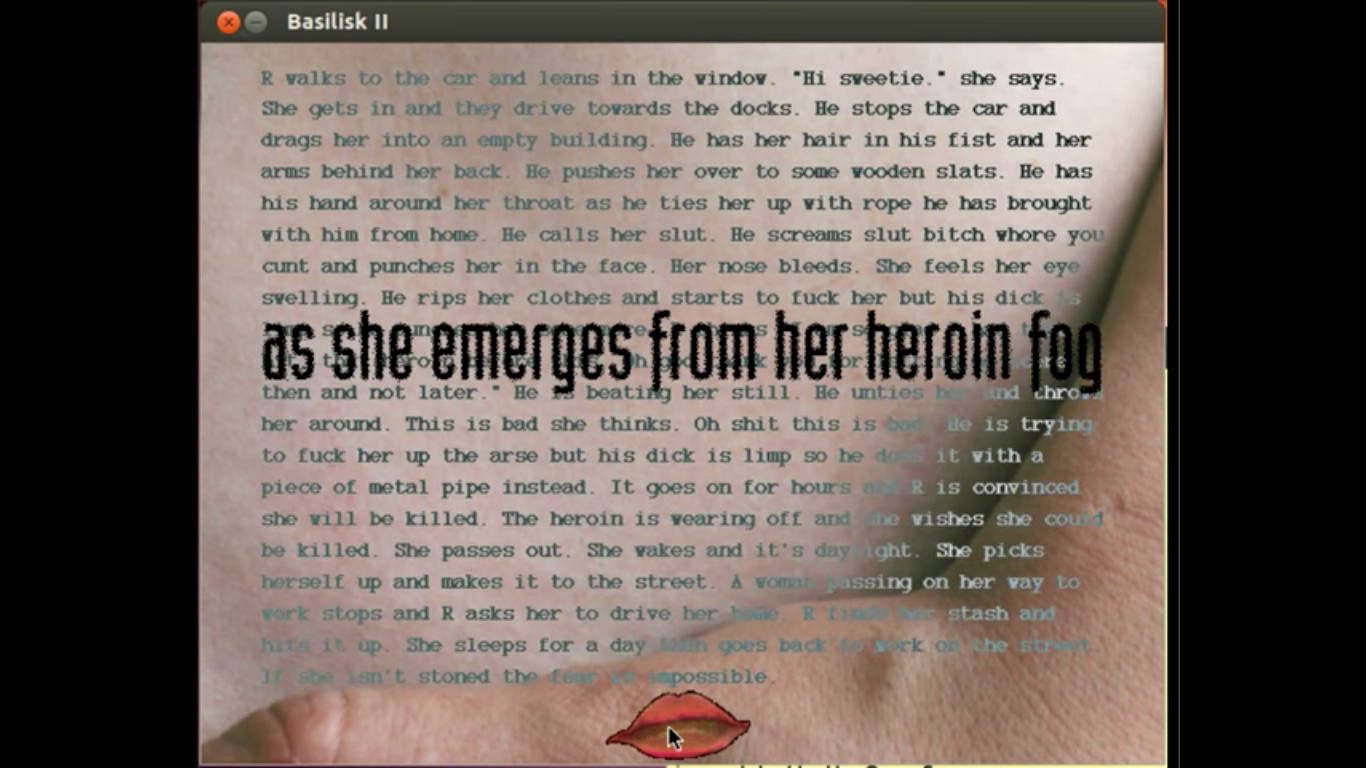 Basilisk II
R walks to the car and leans in the window. "Hi sweetie." she says.
She gets in and they drive towards the docks. He stops the car and
drags her into an empty building. He has her hair in his fist and her
arms behind her back. He pushes her over to some wooden slats. He has
his hand around her throat as he ties her up with rope he has brought
with him from home. He calls her slut. He screams slut bitch whore you
cunt and punches her in the face. Her nose bleeds. She feels her eye
swelling. He rips her clothes and starts to fuck her but his dick is
as she emerges from her heroin fog
then and not later." He is beating her still. He unties her and throws
her around. This is bad she thinks. Oh shit this is bad. He is trying
to fuck her up the arse but his dick is limp so he does it with a
piece of metal pipe instead. It goes on for hours and R is convinced
she will be killed. The heroin is wearing off and she wishes she could
be killed. She passes out. She wakes and it's daylight. She picks
herself up and makes it to the street. A woman passing on her way to
work stops and R asks her to drive her home. R finds her stash and
hits it up. She sleeps for a day then goes back to work on the street.
If she isn't stoned the fear is impossible.